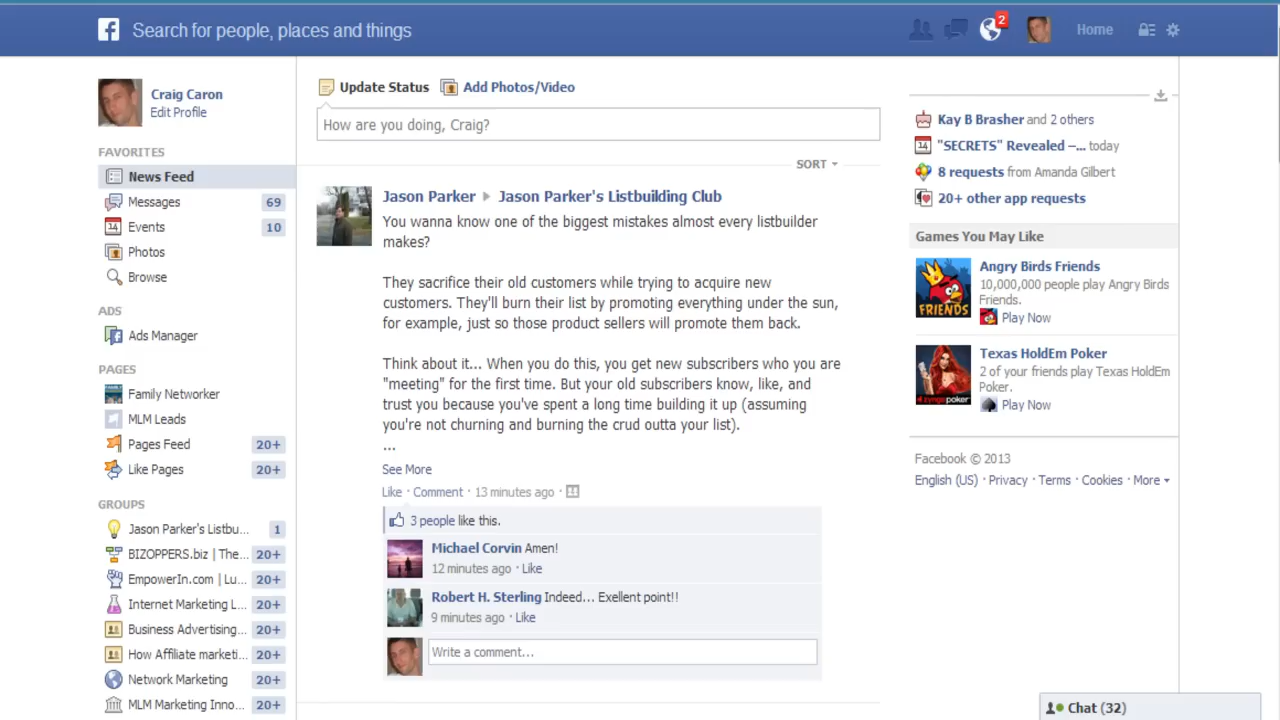 Search for people, places and things
2
Home
Craig Caron
Edit Profile
FAVORITES
News Feed
Messages 69
Events 10
Photos
Browse
ADS
Ads Manager
PAGES
Family Networker
MLM Leads
Pages Feed 20+
Like Pages 20+
GROUPS
Jason Parker's Listbu... 1
BIZOPPERS.biz | The... 20+
EmpowerIn.com | Lu... 20+
Internet Marketing L... 20+
Business Advertising... 20+
How Affiliate marketi... 20+
Network Marketing 20+
MLM Marketing Inno... 20+
Update Status Add Photos/Video
How are you doing, Craig?
SORT
Jason Parker Jason Parker's Listbuilding Club
You wanna know one of the biggest mistakes almost every listbuilder
makes?
They sacrifice their old customers while trying to acquire new
customers. They'll burn their list by promoting everything under the sun,
for example, just so those product sellers will promote them back.
Think about it... When you do this, you get new subscribers who you are
"meeting" for the first time. But your old subscribers know, like, and
trust you because you've spent a long time building it up (assuming
you're not churning and burning the crud outta your list).
...
See More
Like · Comment · 13 minutes ago ·
3 people like this.
Michael Corvin Amen!
12 minutes ago · Like
Robert H. Sterling Indeed... Exellent point!!
9 minutes ago · Like
Write a comment...
Kay B Brasher and 2 others
14 "SECRETS" Revealed –... today
8 requests from Amanda Gilbert
20+ other app requests
Games You May Like
FRIENDS
Angry Birds Friends
10,000,000 people play Angry Birds
Friends.
Play Now
zynga poker
Texas HoldEm Poker
2 of your friends play Texas HoldEm
Poker.
Play Now
Facebook © 2013
English (US) · Privacy · Terms · Cookies · More
Chat (32)